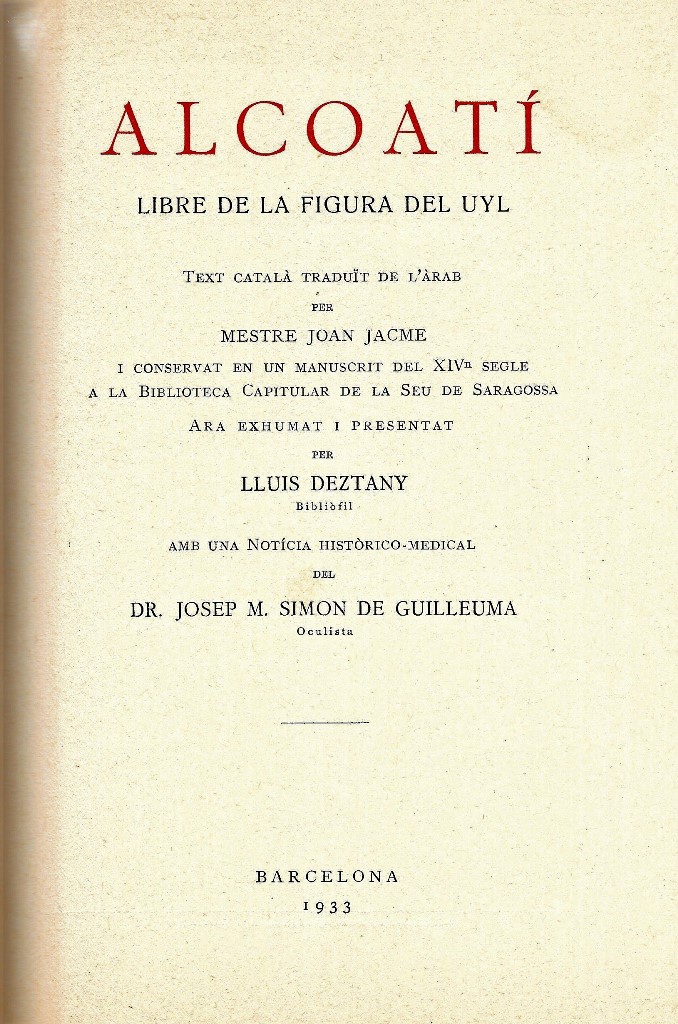 ALCOATÍ
LIBRE DE LA FIGURA DEL UYL
TEXT CATALÀ TRADUÏT DE L'ÀRAB
PER
MESTRE JOAN JACME
I CONSERVAT EN UN MANUSCRIT DEL XIVn SEGLE
A LA BIBLIOTECA CAPITULAR DE LA SEU DE SARAGOSSA
ARA EXHUMAT I PRESENTAT
PER
LLUIS DEZTANY
Bibliòfil
AMB UNA NOTÍCIA HISTÒRICO-MEDICAL
DEL
DR. JOSEP M. SIMON DE GUILLEUMA
Oculista
BARCELONA
1933